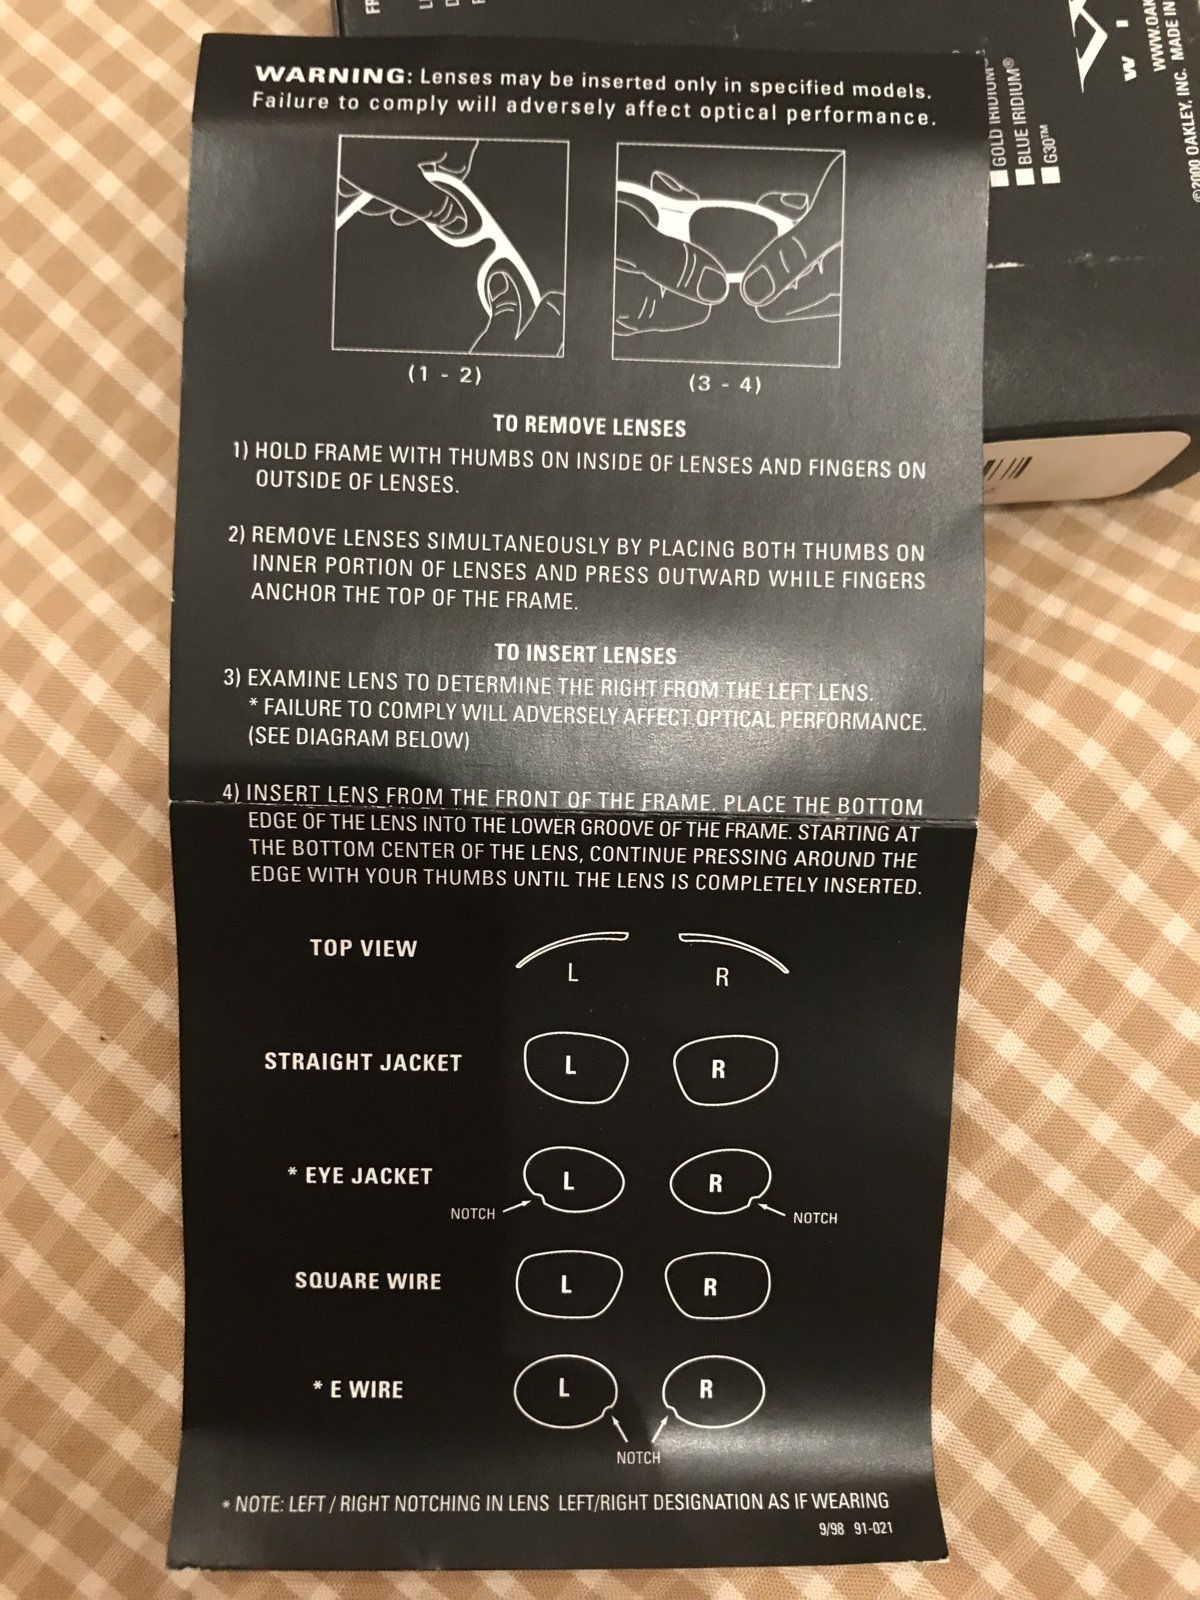 WARNING: Lenses may be inserted only in specified models.
Failure to comply will adversely affect optical performance.
(1 - 2)
(3 - 4)
TO REMOVE LENSES
1) HOLD FRAME WITH THUMBS ON INSIDE OF LENSES AND FINGERS ON
OUTSIDE OF LENSES.
2) REMOVE LENSES SIMULTANEOUSLY BY PLACING BOTH THUMBS ON
INNER PORTION OF LENSES AND PRESS OUTWARD WHILE FINGERS
ANCHOR THE TOP OF THE FRAME.
TO INSERT LENSES
3) EXAMINE LENS TO DETERMINE THE RIGHT FROM THE LEFT LENS.
* FAILURE TO COMPLY WILL ADVERSELY AFFECT OPTICAL PERFORMANCE.
(SEE DIAGRAM BELOW)
4) INSERT LENS FROM THE FRONT OF THE FRAME. PLACE THE BOTTOM
EDGE OF THE LENS INTO THE LOWER GROOVE OF THE FRAME. STARTING AT
THE BOTTOM CENTER OF THE LENS, CONTINUE PRESSING AROUND THE
EDGE WITH YOUR THUMBS UNTIL THE LENS IS COMPLETELY INSERTED.
TOP VIEW L R
STRAIGHT JACKET L R
* EYE JACKET L R
NOTCH NOTCH
SQUARE WIRE L R
* E WIRE L R
NOTCH
* NOTE: LEFT / RIGHT NOTCHING IN LENS LEFT/RIGHT DESIGNATION AS IF WEARING
9/98 91-021
GOLD IRIDIUM®
BLUE IRIDIUM®
G30™
WWW.OAK
©2000 OAKLEY, INC. MADE IN